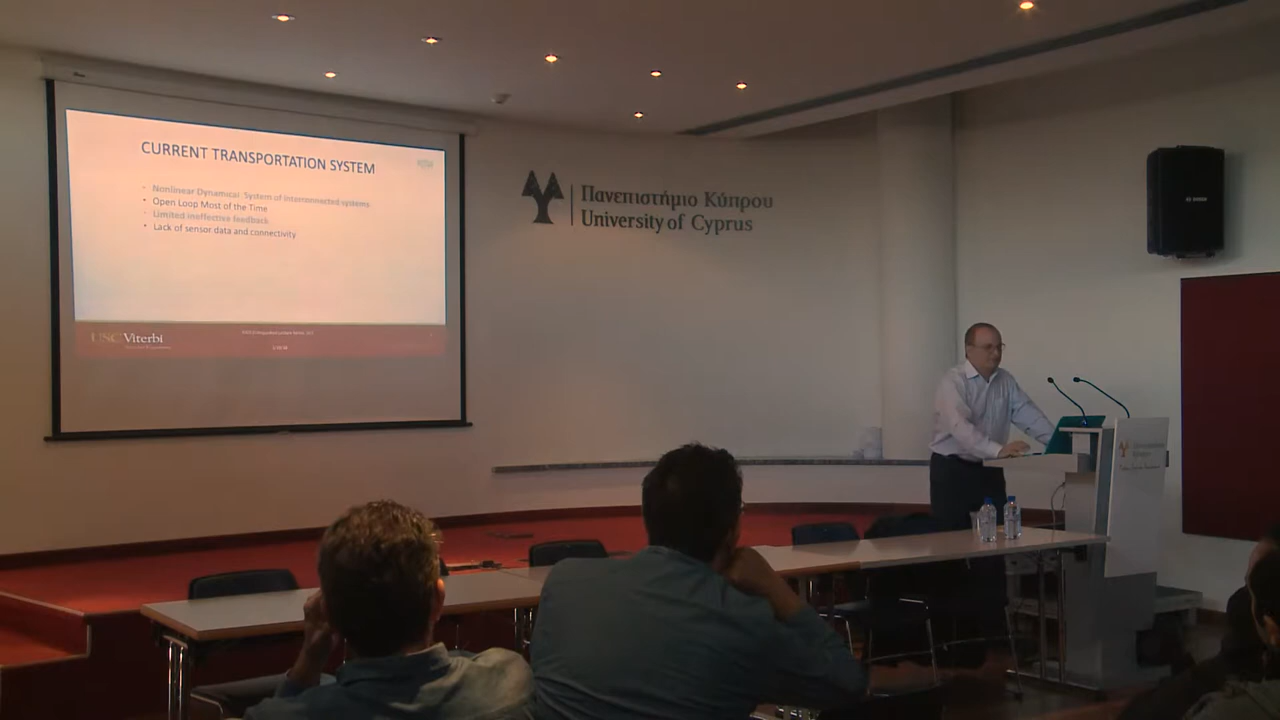 CURRENT TRANSPORTATION SYSTEM
- Nonlinear Dynamical System of interconnected systems
• Open Loop Most of the Time
• Limited ineffective feedback
• Lack of sensor data and connectivity
USC Viterbi
Πανεπιστήμιο Κύπρου
University of Cyprus